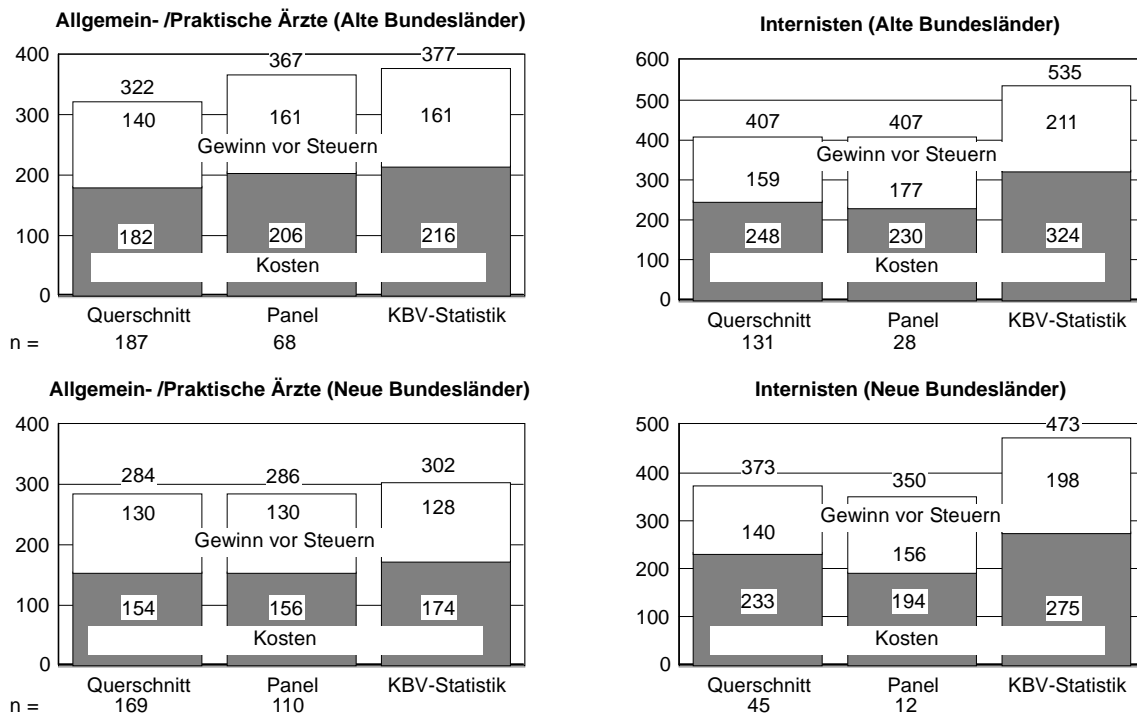 Allgemein- /Praktische Ärzte (Alte Bundesländer)
400
300
200
100
0
322
367
377
140
161
161
Gewinn vor Steuern
182
206
216
Kosten
Querschnitt
Panel
KBV-Statistik
n =
187
68
Internisten (Alte Bundesländer)
600
500
400
300
200
100
0
407
407
535
211
Gewinn vor Steuern
159
177
248
230
324
Kosten
Querschnitt
Panel
KBV-Statistik
131
28
Allgemein- /Praktische Ärzte (Neue Bundesländer)
400
300
200
100
0
284
286
302
130
130
128
Gewinn vor Steuern
154
156
174
Kosten
Querschnitt
Panel
KBV-Statistik
n =
169
110
Internisten (Neue Bundesländer)
500
400
300
200
100
0
373
350
473
198
Gewinn vor Steuern
140
156
233
194
275
Kosten
Querschnitt
Panel
KBV-Statistik
45
12